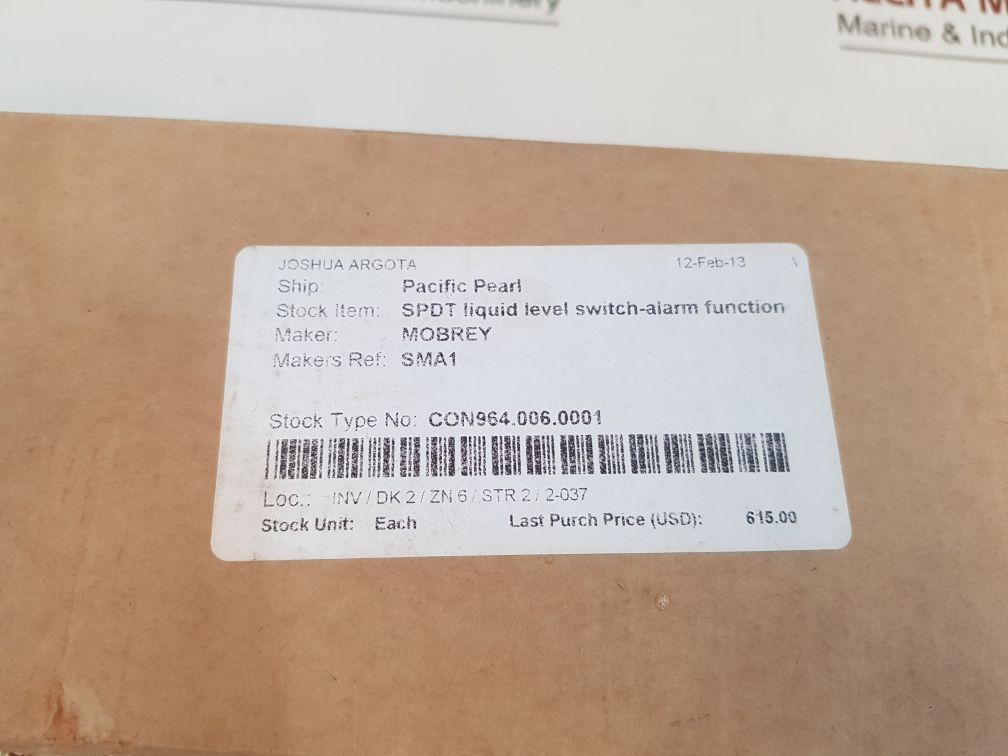 Marine &
JOSHUA ARGOTA 12-Feb-13
Ship: Pacific Pearl
Stock Item: SPDT liquid level switch-alarm function
Maker: MOBREY
Makers Ref: SMA1
Stock Type No: CON964.006.0001
Loc.: INV / DK 2 / ZN 6 / STR 2 / 2-037
Stock Unit: Each Last Purch Price (USD): 615.00